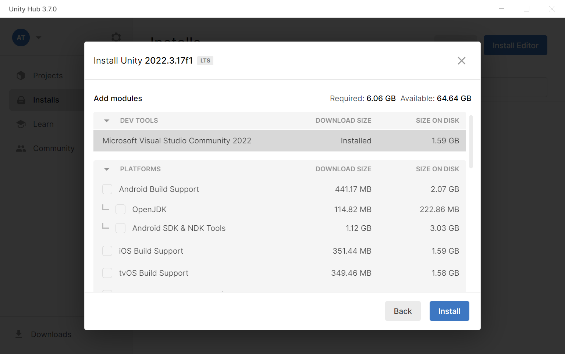 Unity Hub 3.7.0
AT
Installs
Install Editor
Projects
Installs
Learn
Community
Downloads
Install Unity 2022.3.17f1 LTS
Add modules Required: 6.06 GB Available: 64.64 GB
DEV TOOLS DOWNLOAD SIZE SIZE ON DISK
Microsoft Visual Studio Community 2022 Installed 1.59 GB
PLATFORMS DOWNLOAD SIZE SIZE ON DISK
Android Build Support 441.17 MB 2.07 GB
OpenJDK 114.82 MB 222.86 MB
Android SDK & NDK Tools 1.12 GB 3.03 GB
iOS Build Support 351.44 MB 1.59 GB
tvOS Build Support 349.46 MB 1.58 GB
Back Install